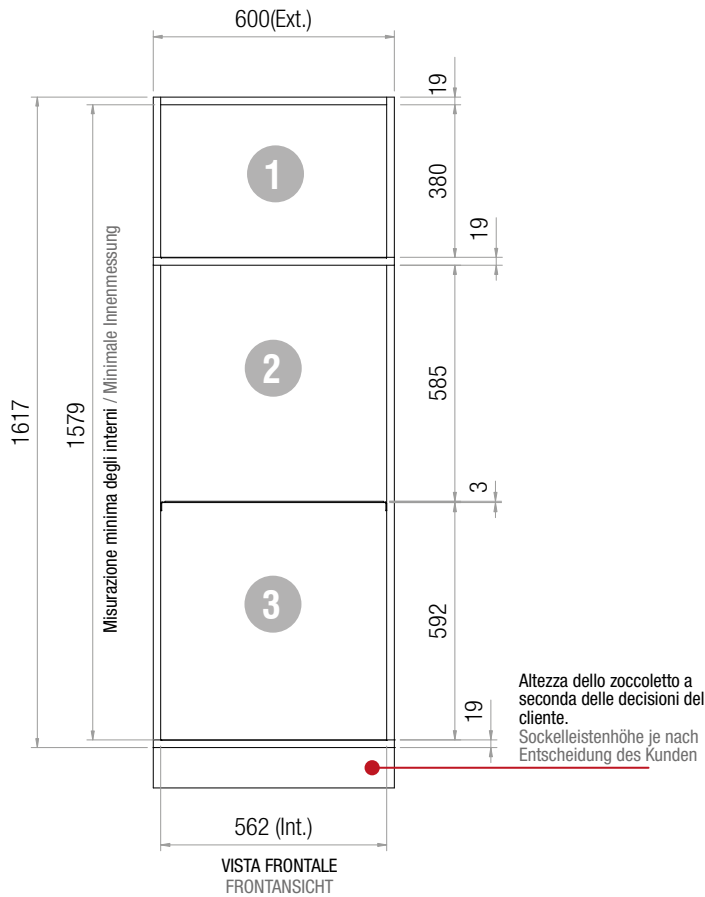 600(Ext.)
19
380
19
585
3
592
19
1617
1579
Misurazione minima degli interni / Minimale Innenmessung
1
2
3
Altezza dello zoccoletto a
seconda delle decisioni del
cliente.
Sockelleistenhöhe je nach
Entscheidung des Kunden
562 (Int.)
VISTA FRONTALE
FRONTANSICHT